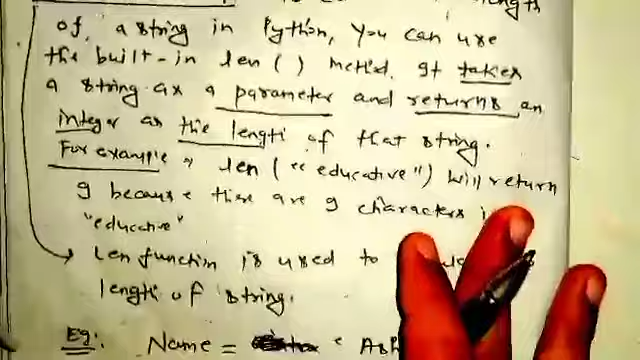 length
of a string in Python, you can use
the built-in len() method. It takes
a string as a parameter and returns an
integer as the length of that string.
For example, len ("educative") will return
9 because there are 9 characters i
"educative"
Len function is used to
length of string.
Eg: Name = "Ash